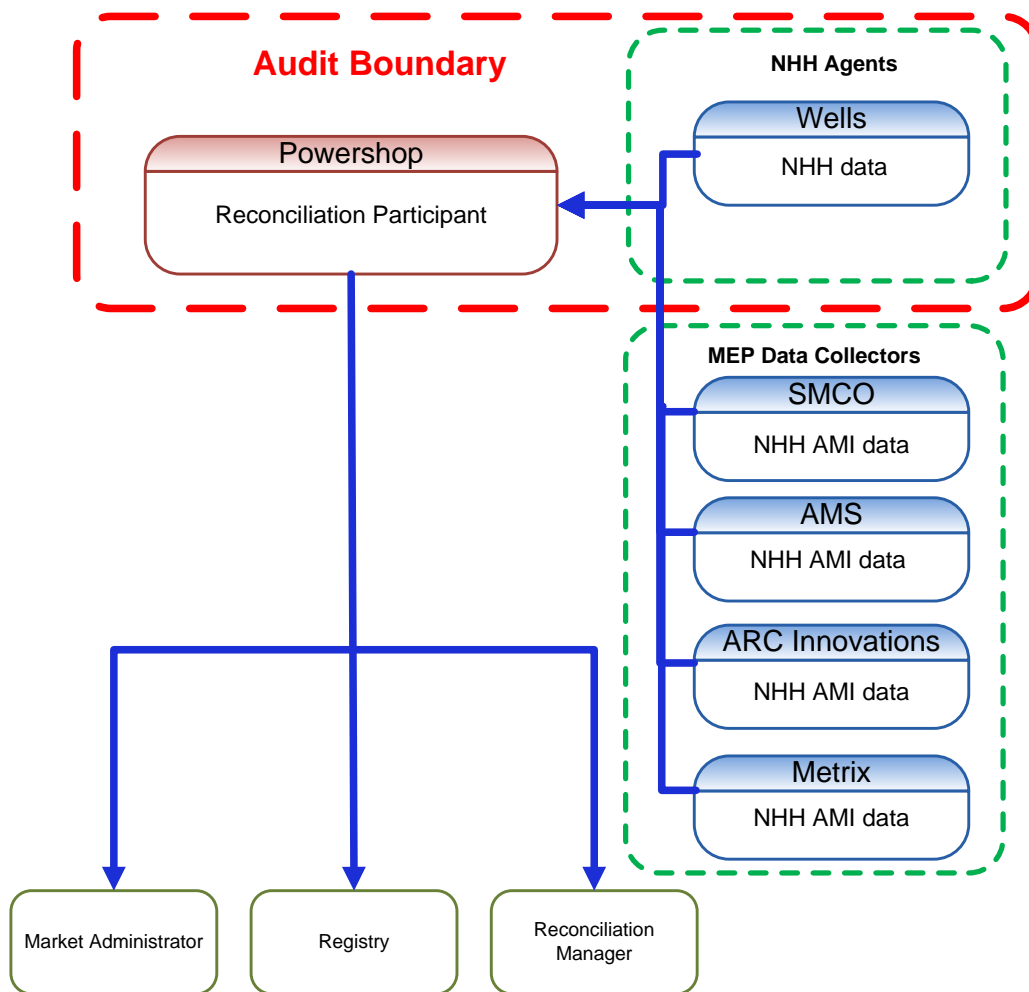 Audit Boundary
NHH Agents
Wells
NHH data
Powershop
Reconciliation Participant
MEP Data Collectors
SMCO
NHH AMI data
AMS
NHH AMI data
ARC Innovations
NHH AMI data
Metrix
NHH AMI data
Market Administrator
Registry
Reconciliation
Manager